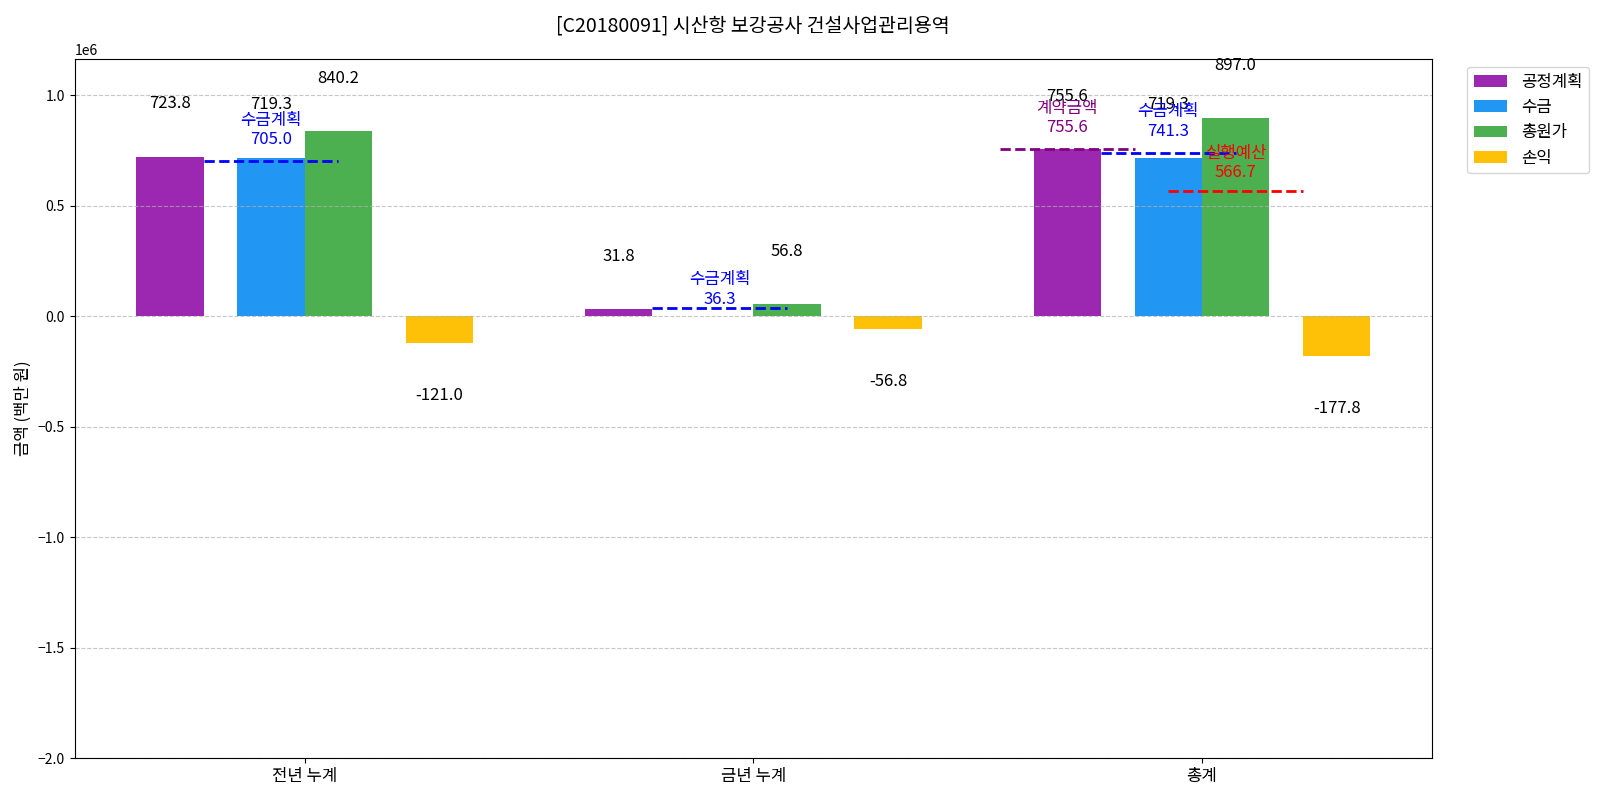 [C20180091] 시산항 보강공사 건설사업관리용역
1e6
금액 (백만 원)
1.0
0.5
0.0
−0.5
−1.0
−1.5
−2.0
723.8
719.3
840.2
수금계획
705.0
-121.0
31.8
56.8
수금계획
36.3
-56.8
755.6
계약금액
755.6
719.3
수금계획
741.3
897.0
실행예산
566.7
-177.8
전년 누계
금년 누계
총계
공정계획
수금
총원가
손익